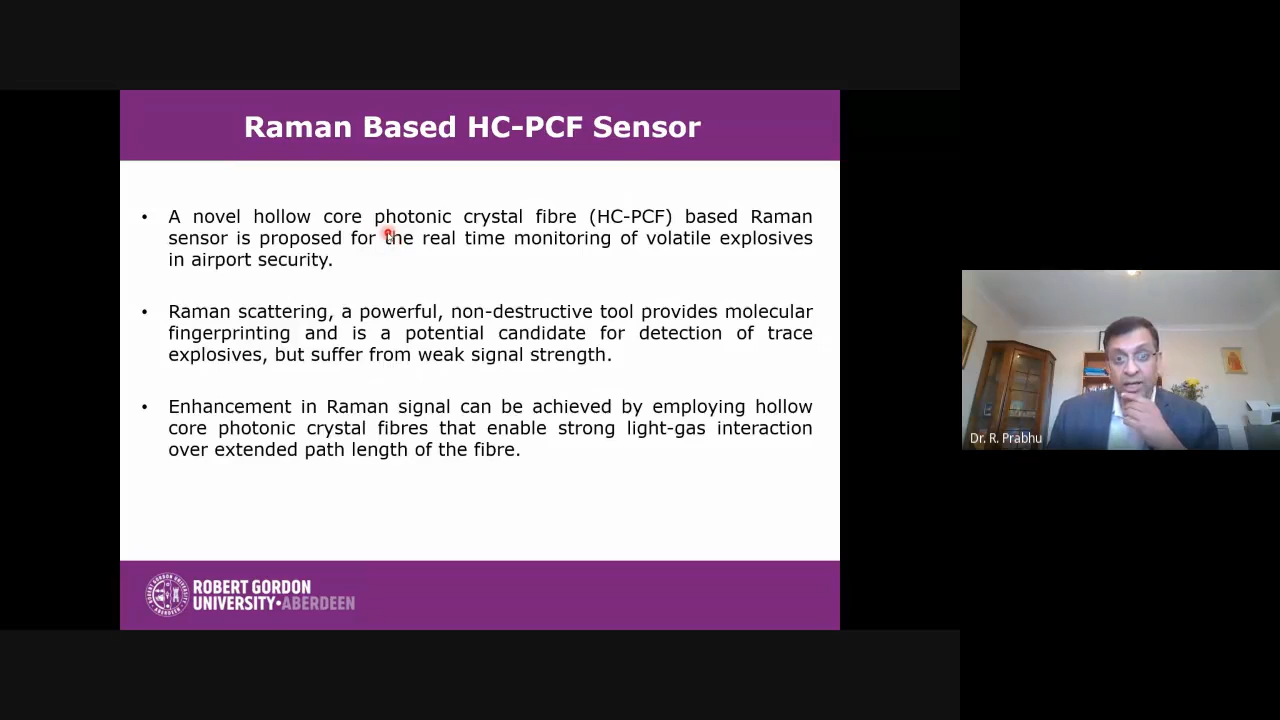 Raman Based HC-PCF Sensor
• A novel hollow core photonic crystal fibre (HC-PCF) based Raman
sensor is proposed for the real time monitoring of volatile explosives
in airport security.
• Raman scattering, a powerful, non-destructive tool provides molecular
fingerprinting and is a potential candidate for detection of trace
explosives, but suffer from weak signal strength.
• Enhancement in Raman signal can be achieved by employing hollow
core photonic crystal fibres that enable strong light-gas interaction
over extended path length of the fibre.
ROBERT GORDON
UNIVERSITY•ABERDEEN
Dr. R. Prabhu